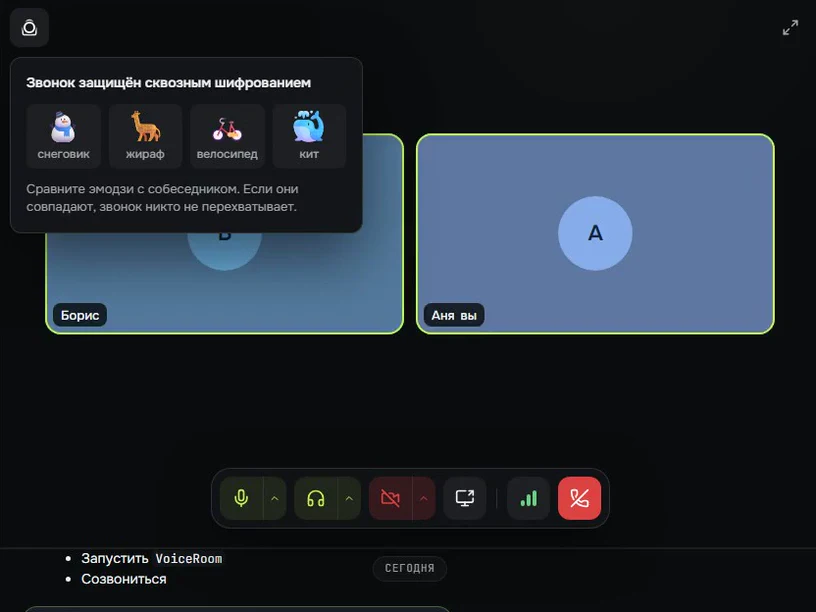 Звонок защищён сквозным шифрованием
снеговик жираф велосипед кит
Сравните эмодзи с собеседником. Если они
совпадают, звонок никто не перехватывает.
А
Борис
Аня вы
Запустить VoiceRoom
Созвониться
СЕГОДНЯ